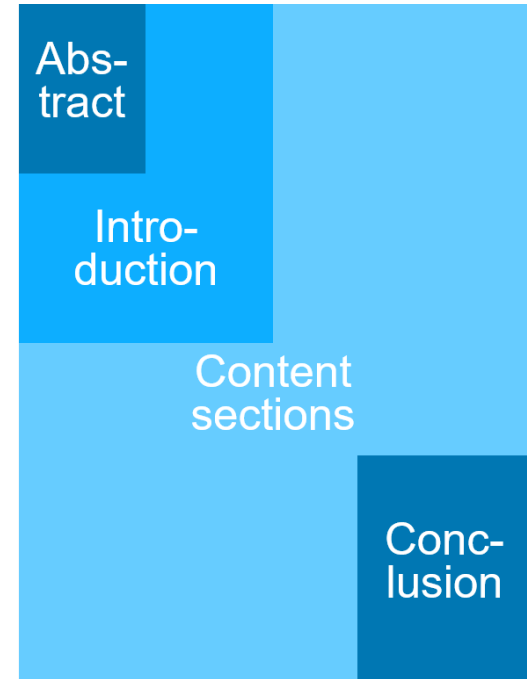 Abs-
tract
Intro-
duction
Content
sections
Conc-
lusion